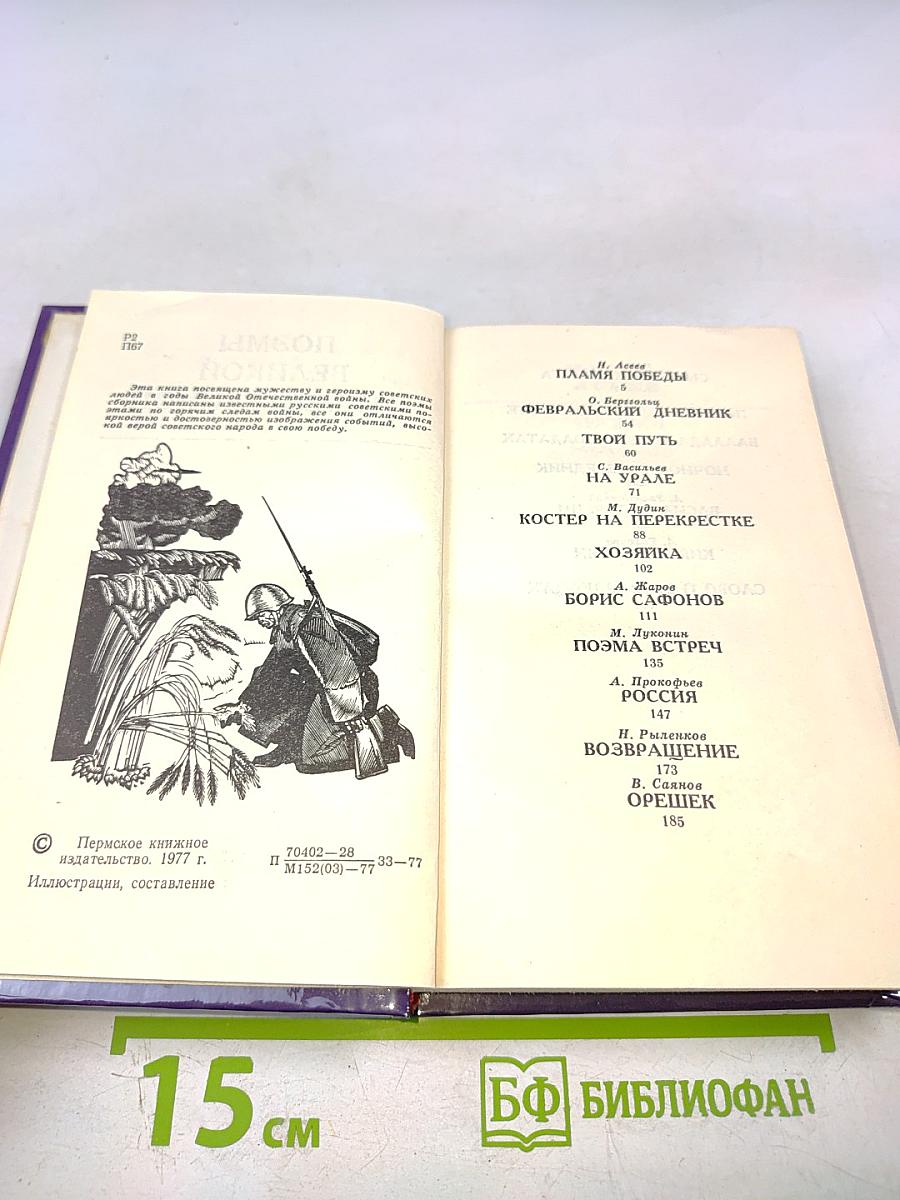 Р2
П67
Эта книга посвящена мужеству и героизму советских
людей в годы Великой Отечественной войны. Все поэмы
сборника написаны известными русскими советскими по-
этами по горячим следам войны, все они отличаются
яркостью и достоверностью изображения событий, высо-
кой верой советского народа в свою победу.
© Пермское книжное
издательство. 1977 г.
Иллюстрации, составление
П 70402—28
М152(03)—77 33—77
Н. Асеев
ПЛАМЯ ПОБЕДЫ
5
О. Берггольц
ФЕВРАЛЬСКИЙ ДНЕВНИК
54
ТВОЙ ПУТЬ
60
С. Васильев
НА УРАЛЕ
71
М. Дудин
КОСТЕР НА ПЕРЕКРЕСТКЕ
88
ХОЗЯЙКА
102
А. Жаров
БОРИС САФОНОВ
111
М. Луконин
ПОЭМА ВСТРЕЧ
135
А. Прокофьев
РОССИЯ
147
Н. Рыленков
ВОЗВРАЩЕНИЕ
173
В. Саянов
ОРЕШЕК
185
15 см
БФ БИБЛИОФАН